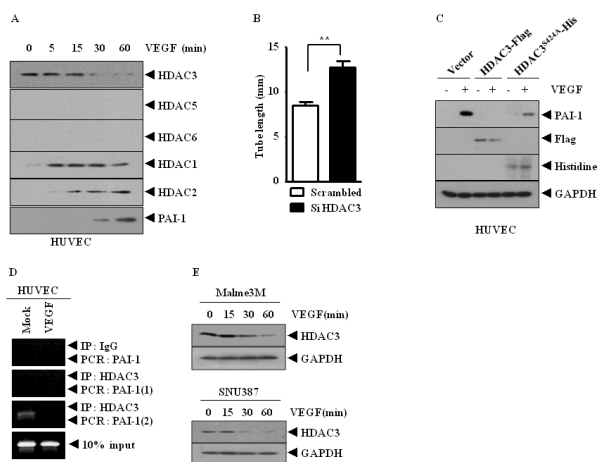 A
0 5 15 30 60 VEGF (min)
HDAC3
HDAC5
HDAC6
HDAC1
HDAC2
PAI-1
HUVEC
B
**
Tube length (mm)
15
10
5
0
Scrambled
Si HDAC3
C
Vector
HDAC3-Flag
HDAC3S424A-His
- + - + - + VEGF
PAI-1
Flag
Histidine
GAPDH
HUVEC
D
HUVEC
Mock
VEGF
IP : IgG
PCR : PAI-1
IP : HDAC3
PCR : PAI-1(1)
IP : HDAC3
PCR : PAI-1(2)
10% input
E
Malme3M
0 15 30 60 VEGF(min)
HDAC3
GAPDH
SNU387
0 15 30 60 VEGF(min)
HDAC3
GAPDH